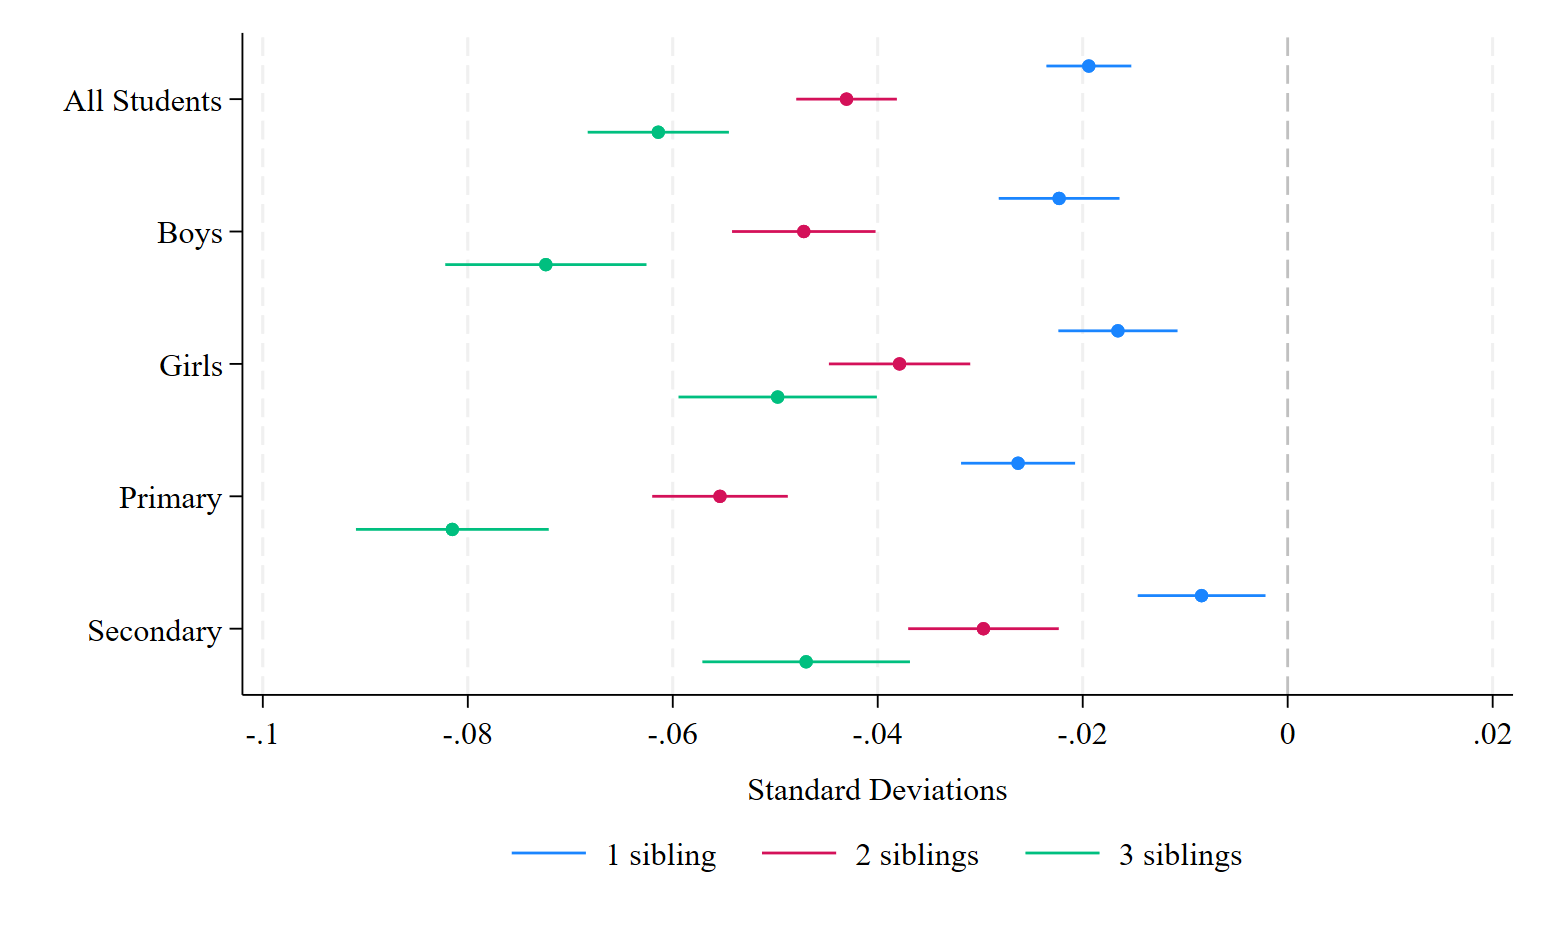 All Students
Boys
Girls
Primary
Secondary
-.1 -.08 -.06 -.04 -.02 0 .02
Standard Deviations
1 sibling 2 siblings 3 siblings